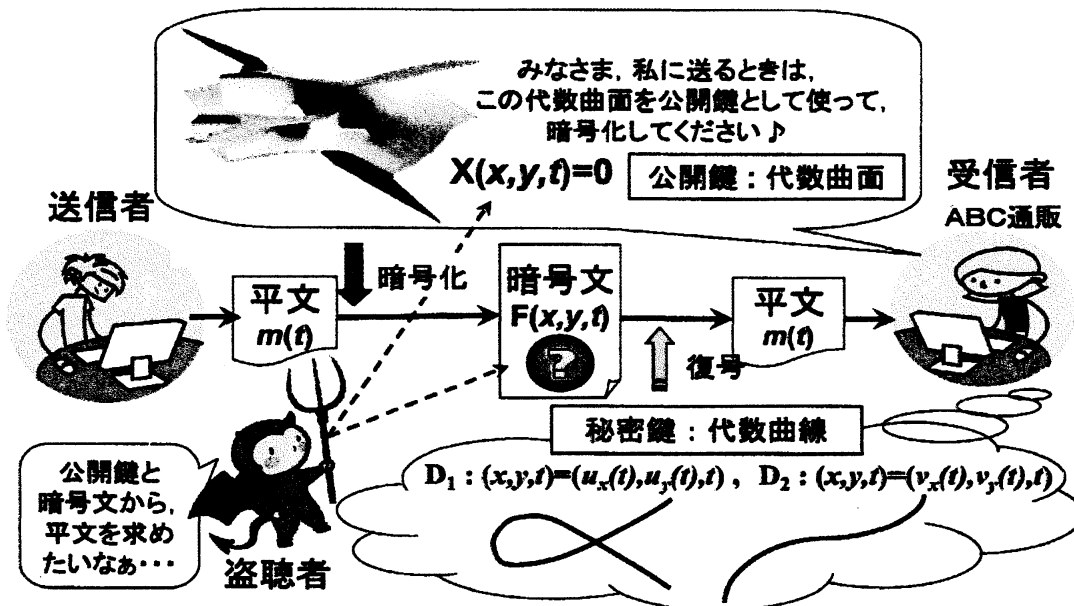 みなさま，私に送るときは，
この代数曲面を公開鍵として使って，
暗号化してください♪
X(x,y,t)=0
公開鍵：代数曲面
送信者
受信者
ABC通販
平文
m(t)
暗号化
暗号文
F(x,y,t)
?
復号
平文
m(t)
秘密鍵：代数曲線
D₁ : (x,y,t)=(uₓ(t),u_y(t),t) , D₂ : (x,y,t)=(vₓ(t),v_y(t),t)
公開鍵と
暗号文から，
平文を求め
たいなぁ･･･
盗聴者